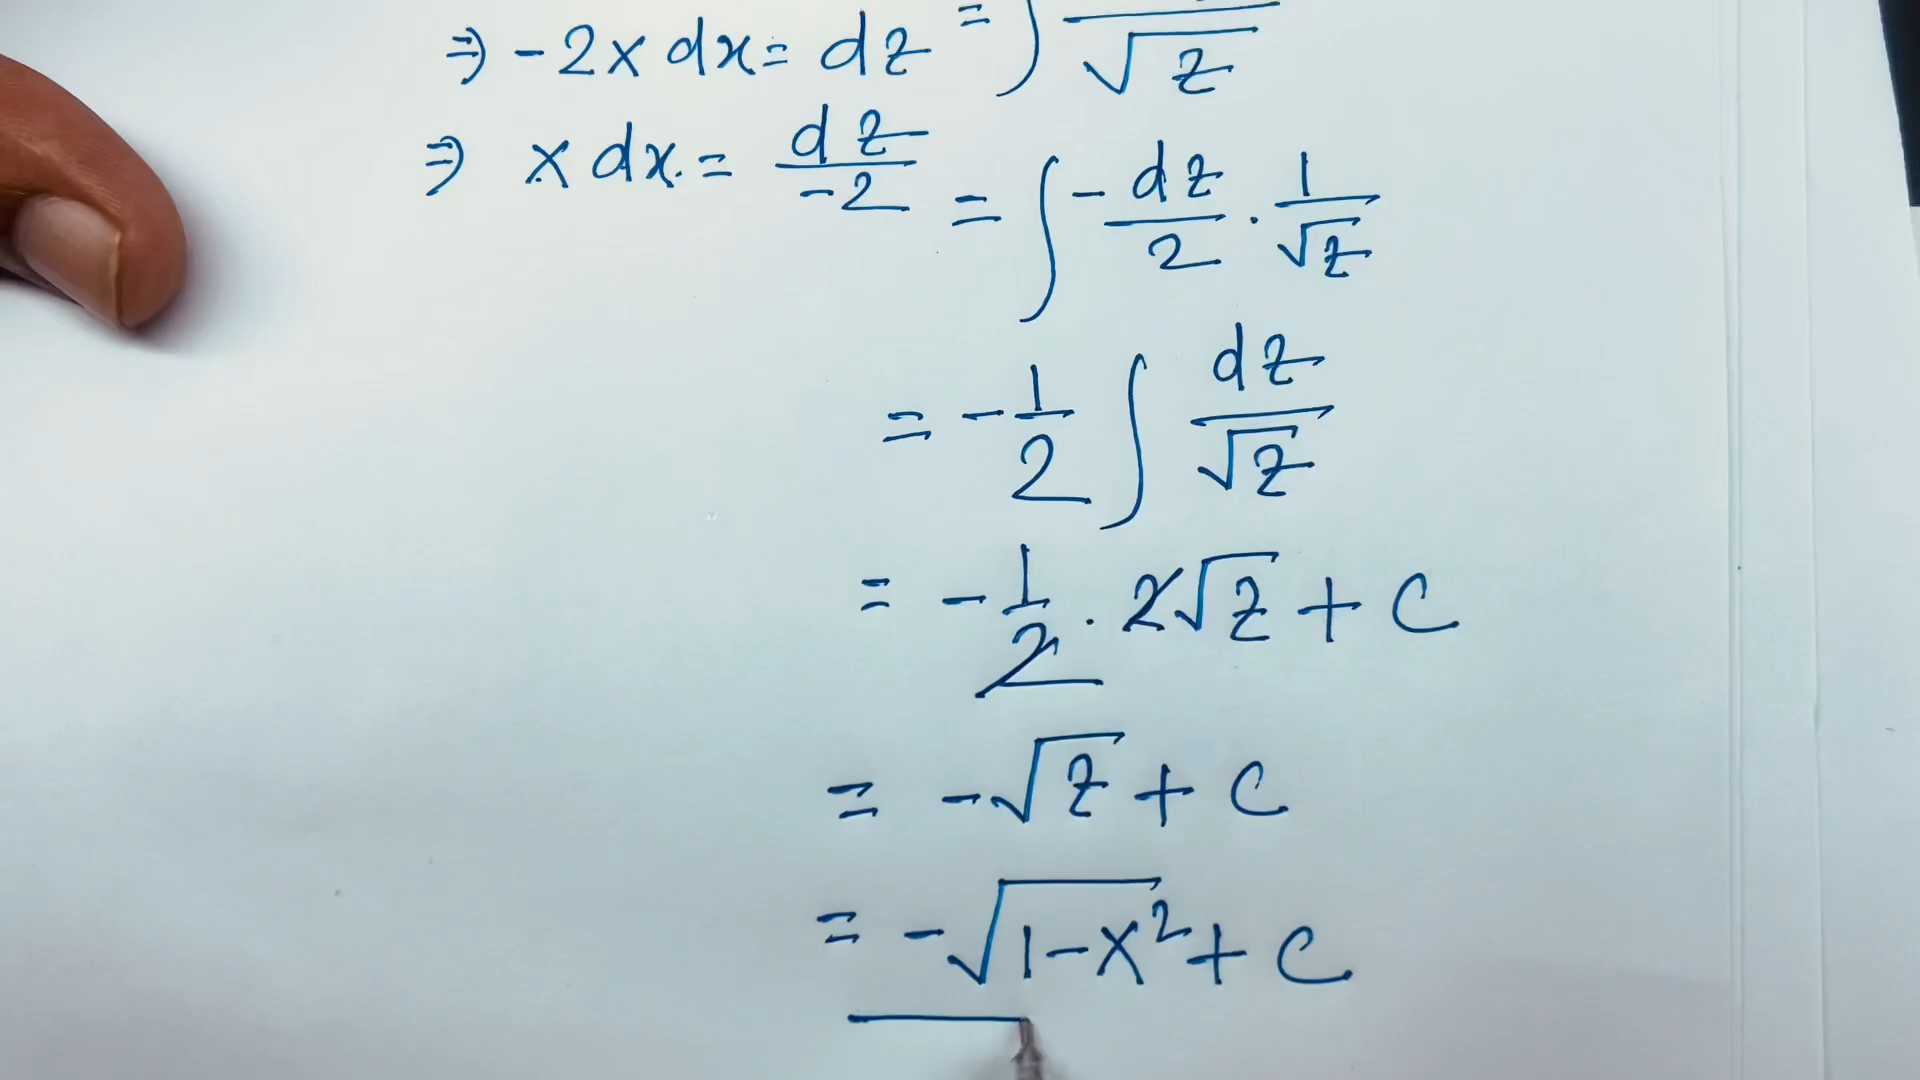 ⇒ -2x dx = dz
= ∫ /√z
⇒ x dx = dz/-2
= ∫ -dz/2 · 1/√z
= -1/2 ∫ dz/√z
= -1/2 · 2√z + c
= -√z + c
= -√(1-x²) + c